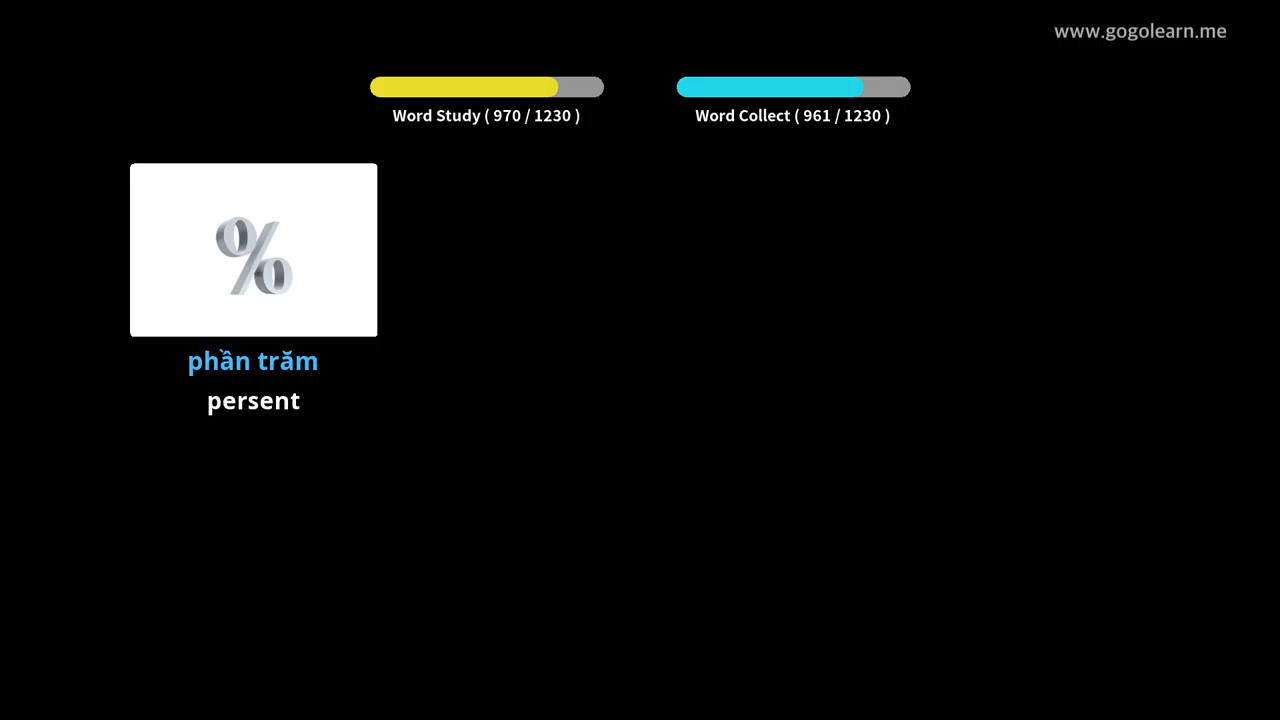 www.gogolearn.me
Word Study ( 970 / 1230 )
Word Collect ( 961 / 1230 )
%
phần trăm
persent